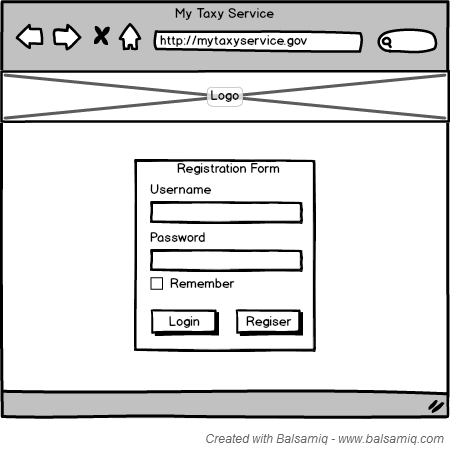 My Taxy Service
http://mytaxyservice.gov
Logo
Registration Form
Username
Password
Remember
Login Regiser
Created with Balsamiq - www.balsamiq.com